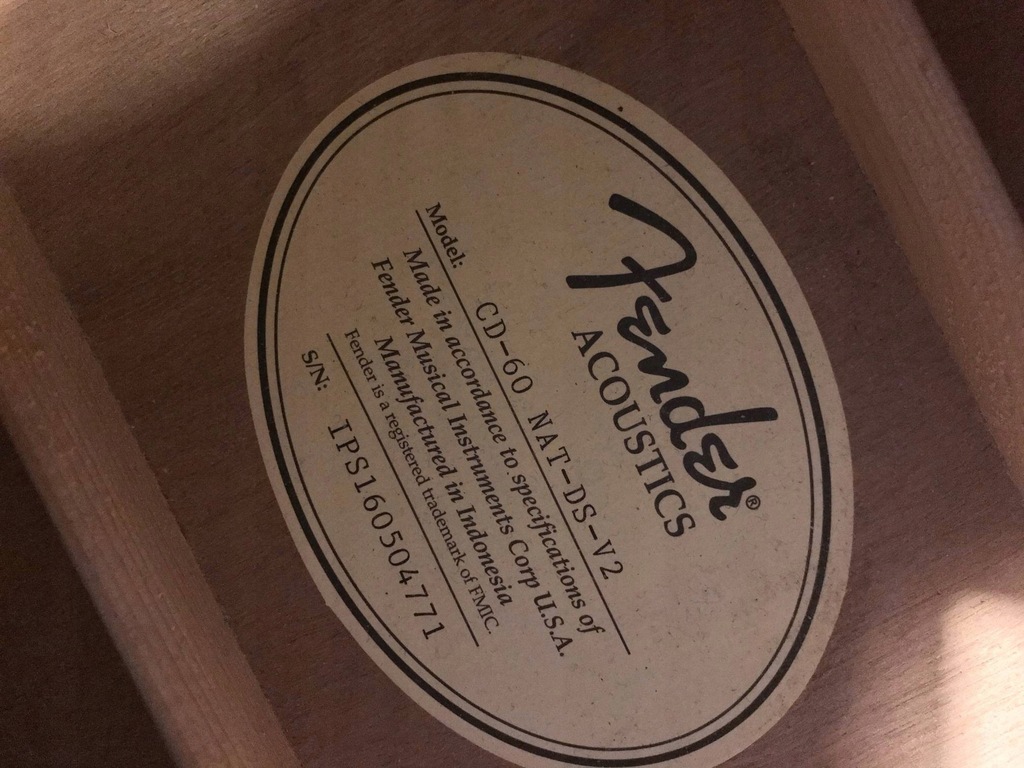 Fender®
ACOUSTICS
Model: CD-60 NAT-DS-V2
Made in accordance to specifications of
Fender Musical Instruments Corp U.S.A.
Manufactured in Indonesia
Fender is a registered trademark of FMIC.
S/N: IPS160504771